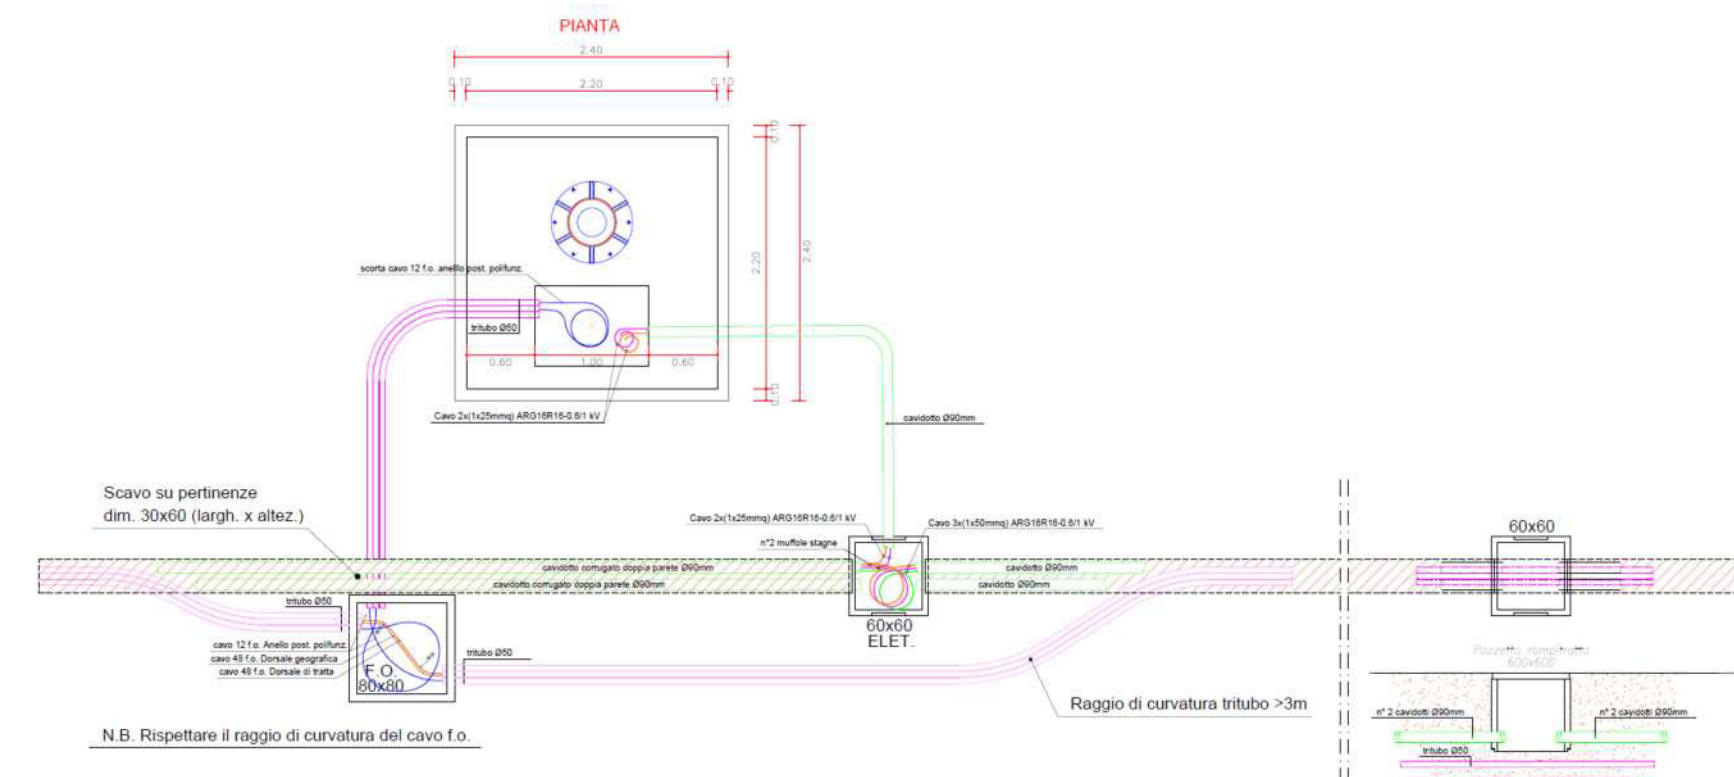 PIANTA
2.40
0.10
2.20
0.10
0.10
2.20
2.40
0.10
scorta cavo 12 f.o. anello post. polifunz.
tritubo Ø50
0.60
1.00
0.60
Cavo 2x(1x25mmq) ARG16R16-0.6/1 kV
cavidotto Ø90mm
Scavo su pertinenze
dim. 30x60 (largh. x altez.)
Cavo 2x(1x25mmq) ARG16R16-0.6/1 kV
Cavo 3x(1x50mmq) ARG16R16-0.6/1 kV
n°2 muffole stagne
60x60
cavidotto corrugato doppia parete Ø90mm
cavidotto Ø90mm
cavidotto corrugato doppia parete Ø90mm
cavidotto Ø90mm
tritubo Ø50
60x60
ELET.
cavo 12 f.o. Anello post. polifunz.
cavo 48 f.o. Dorsale geografica
cavo 48 f.o. Dorsale di tratta
F.O.
80x80
tritubo Ø50
Pozzetto rompitratta
600x600
Raggio di curvatura tritubo >3m
n° 2 cavidotti Ø90mm
n° 2 cavidotti Ø90mm
N.B. Rispettare il raggio di curvatura del cavo f.o.
tritubo Ø50